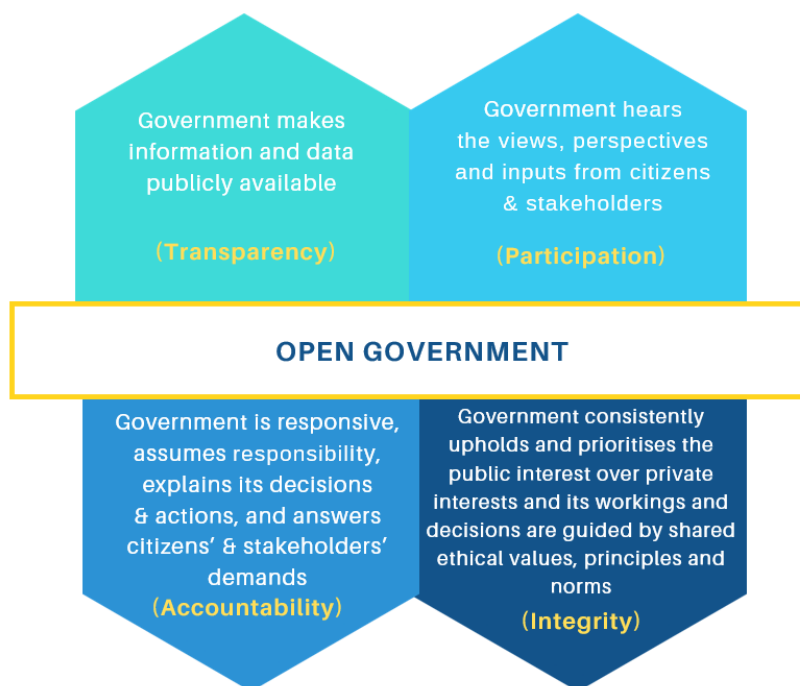 Government makes
information and data
publicly available
(Transparency)
Government hears
the views, perspectives
and inputs from citizens
& stakeholders
(Participation)
OPEN GOVERNMENT
Government is responsive,
assumes responsibility,
explains its decisions
& actions, and answers
citizens’ & stakeholders’
demands
(Accountability)
Government consistently
upholds and prioritises the
public interest over private
interests and its workings and
decisions are guided by shared
ethical values, principles and
norms
(Integrity)